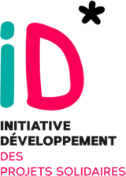 iD*
INITIATIVE
DÉVELOPPEMENT
DES
PROJETS SOLIDAIRES